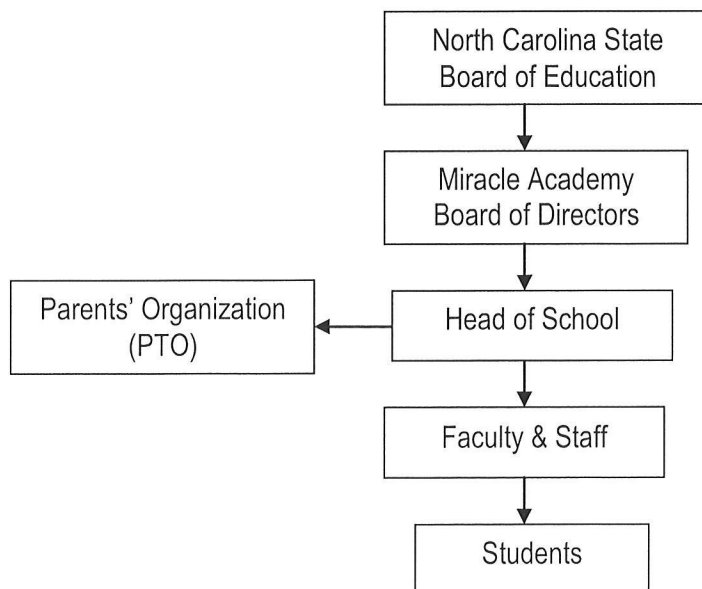 North Carolina State
Board of Education
Miracle Academy
Board of Directors
Parents’ Organization
(PTO)
Head of School
Faculty & Staff
Students